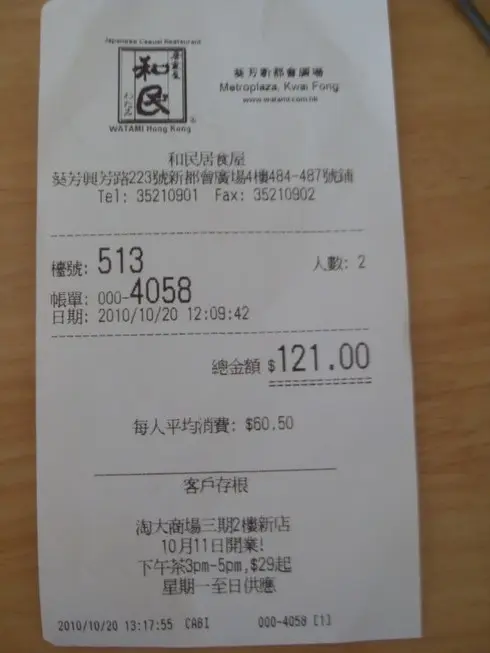 Japanese Casual Restaurant
居食屋
和民
わたみ
WATAMI Hong Kong
葵芳新都會廣場
Metroplaza, Kwai Fong
www.watami.com.hk
和民居食屋
葵芳興芳路223號新都會廣場4樓484-487號舖
Tel: 35210901 Fax: 35210902
檯號: 513 人數: 2
帳單: 000-4058
日期: 2010/10/20 12:09:42
總金額 $121.00
每人平均消費: $60.50
客戶存根
淘大商場三期2樓新店
10月11日開業!
下午茶3pm-5pm,$29起
星期一至日供應
2010/10/20 13:17:55 CABI 000-4058 [1]